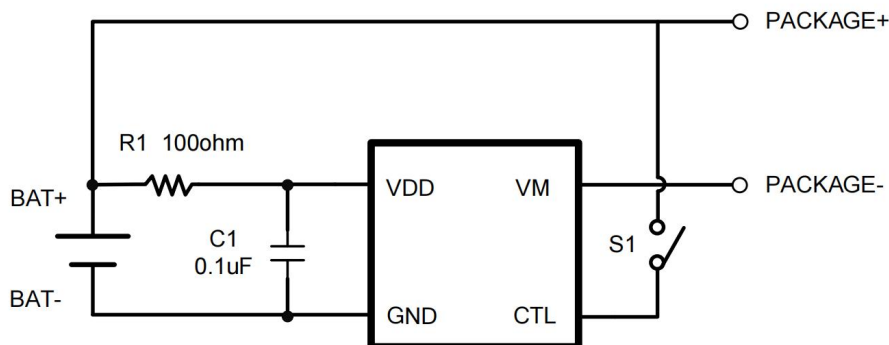 PACKAGE+
R1 100ohm
VDD VM
PACKAGE-
BAT+
C1
0.1uF
S1
BAT-
GND CTL